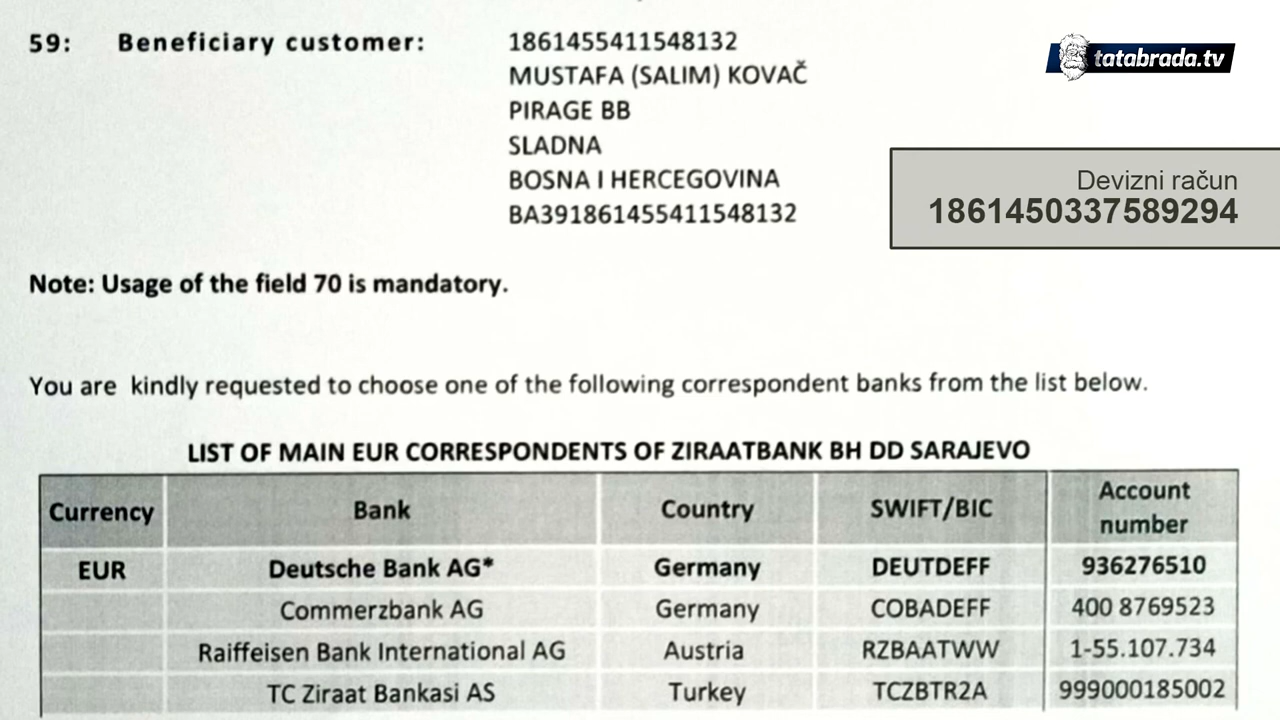 59: Beneficiary customer: 1861455411548132
MUSTAFA (SALIM) KOVAČ
PIRAGE BB
SLADNA
BOSNA I HERCEGOVINA
BA391861455411548132
tatabrada.tv
Devizni račun
1861450337589294
Note: Usage of the field 70 is mandatory.
You are kindly requested to choose one of the following correspondent banks from the list below.
LIST OF MAIN EUR CORRESPONDENTS OF ZIRAATBANK BH DD SARAJEVO
Currency Bank Country SWIFT/BIC Account number
EUR Deutsche Bank AG* Germany DEUTDEFF 936276510
Commerzbank AG Germany COBADEFF 400 8769523
Raiffeisen Bank International AG Austria RZBAATWW 1-55.107.734
TC Ziraat Bankasi AS Turkey TCZBTR2A 999000185002